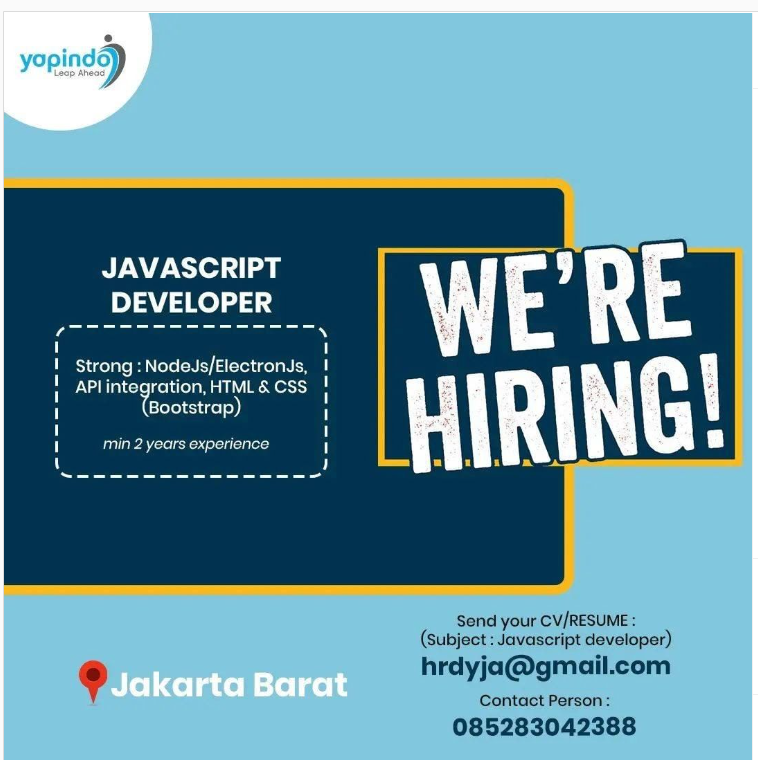 yapindo
Leap Ahead
JAVASCRIPT
DEVELOPER
Strong : NodeJs/ElectronJs,
API integration, HTML & CSS
(Bootstrap)
min 2 years experience
WE'RE
HIRING!
Jakarta Barat
Send your CV/RESUME :
(Subject : Javascript developer)
hrdyja@gmail.com
Contact Person :
085283042388